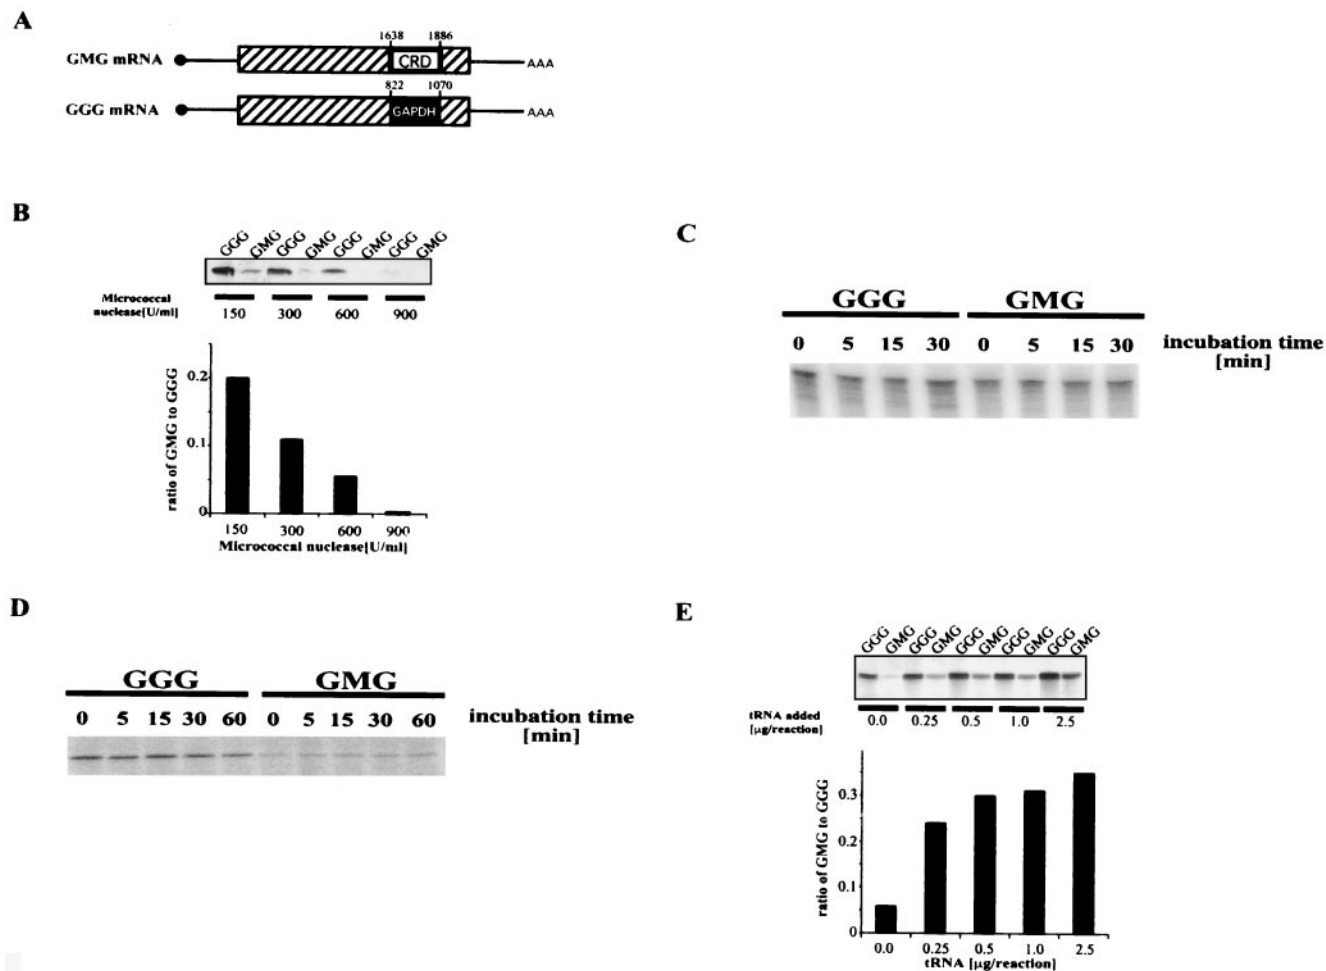 A
1638 1886
GMG mRNA CRD AAA
822 1070
GGG mRNA GAPDH AAA
B
GGG GMG GGG GMG GGG GMG GGG GMG
Micrococcal
nuclease[U/ml] 150 300 600 900
ratio of GMG to GGG
0.2
0.1
0
150 300 600 900
Micrococcal nuclease[U/ml]
C
GGG GMG
0 5 15 30 0 5 15 30 incubation time
[min]
D
GGG GMG
0 5 15 30 60 0 5 15 30 60 incubation time
[min]
E
GGG GMG GGG GMG GGG GMG GGG GMG GGG GMG
tRNA added
[µg/reaction] 0.0 0.25 0.5 1.0 2.5
ratio of GMG to GGG
0.3
0.2
0.1
0
0.0 0.25 0.5 1.0 2.5
tRNA [µg/reaction]